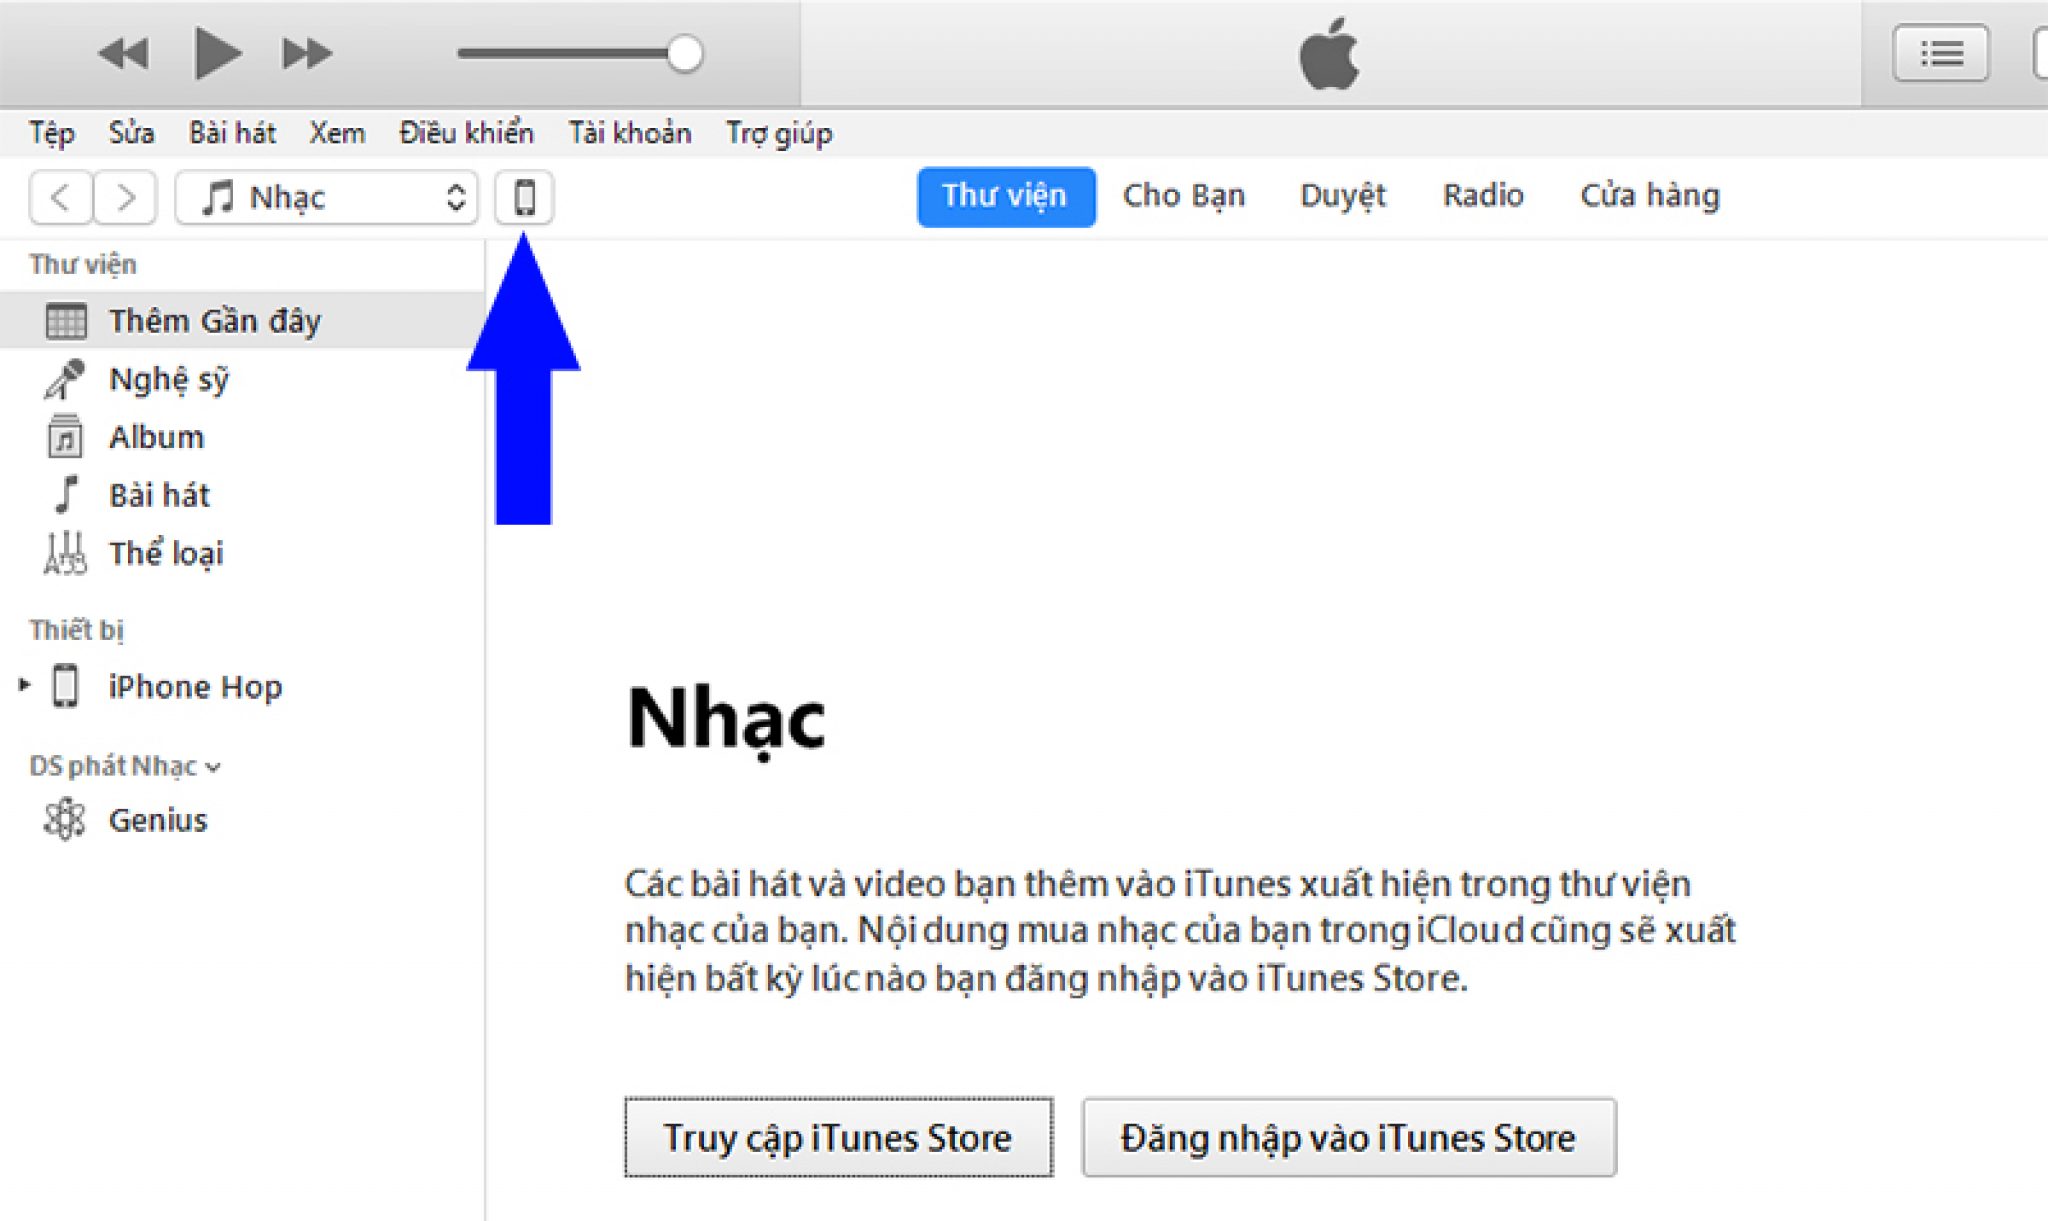 Tệp Sửa Bài hát Xem Điều khiển Tài khoản Trợ giúp
Nhạc Thư viện Cho Bạn Duyệt Radio Cửa hàng
Thư viện
Thêm Gần đây
Nghệ sỹ
Album
Bài hát
Thể loại
Thiết bị
iPhone Hop
DS phát Nhạc
Genius
Nhạc
Các bài hát và video bạn thêm vào iTunes xuất hiện trong thư viện
nhạc của bạn. Nội dung mua nhạc của bạn trong iCloud cũng sẽ xuất
hiện bất kỳ lúc nào bạn đăng nhập vào iTunes Store.
Truy cập iTunes Store Đăng nhập vào iTunes Store